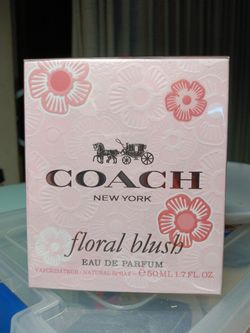 COACH
NEW YORK
floral blush
EAU DE PARFUM
VAPORISATEUR • NATURAL SPRAY • ℮ 50 ML 1.7 FL. OZ.